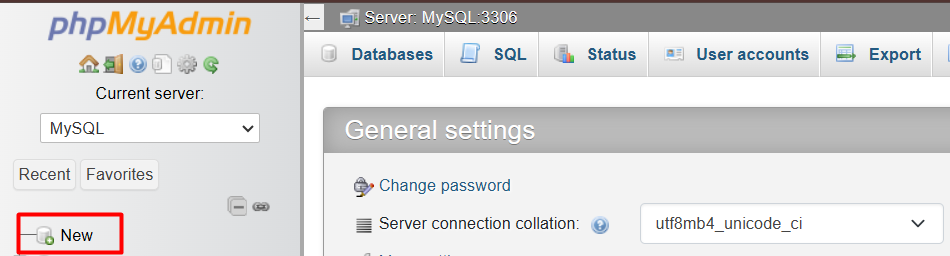 phpMyAdmin
Current server:
MySQL
Recent Favorites
New
Server: MySQL:3306
Databases SQL Status User accounts Export
General settings
Change password
Server connection collation: utf8mb4_unicode_ci